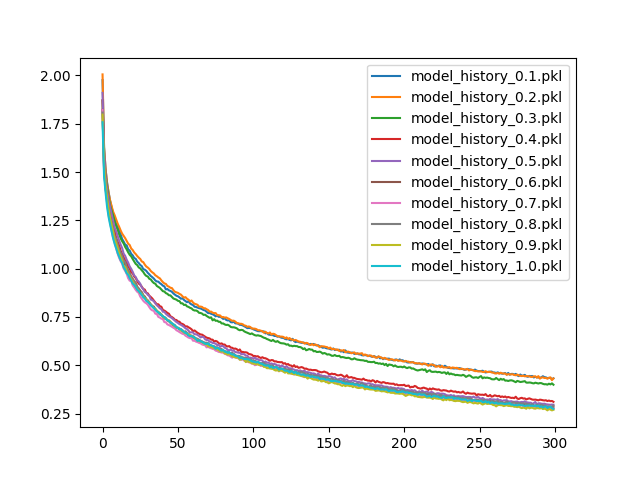 2.00
1.75
1.50
1.25
1.00
0.75
0.50
0.25
0
50
100
150
200
250
300
model_history_0.1.pkl
model_history_0.2.pkl
model_history_0.3.pkl
model_history_0.4.pkl
model_history_0.5.pkl
model_history_0.6.pkl
model_history_0.7.pkl
model_history_0.8.pkl
model_history_0.9.pkl
model_history_1.0.pkl